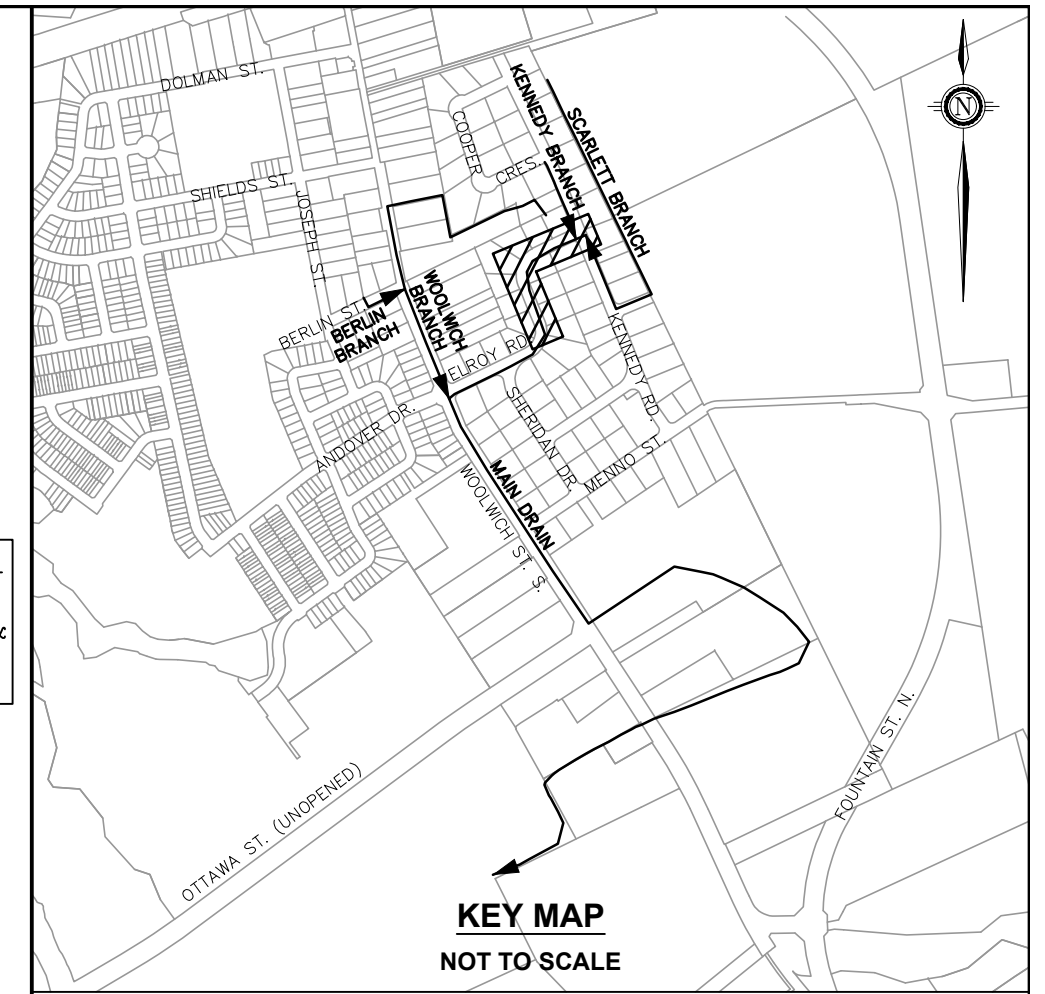 DOLMAN ST.
KENNEDY BRANCH
SCARLETT BRANCH
COOPER
CRES.
N
SHIELDS ST.
JOSEPH ST.
WOOLWICH
BRANCH
BERLIN ST.
BERLIN
BRANCH
ELROY RD.
KENNEDY RD.
SHERIDAN DR.
ANDOVER DR.
MENNO ST.
MAIN DRAIN
WOOLWICH ST. S.
FOUNTAIN ST. N.
OTTAWA ST. (UNOPENED)
KEY MAP
NOT TO SCALE